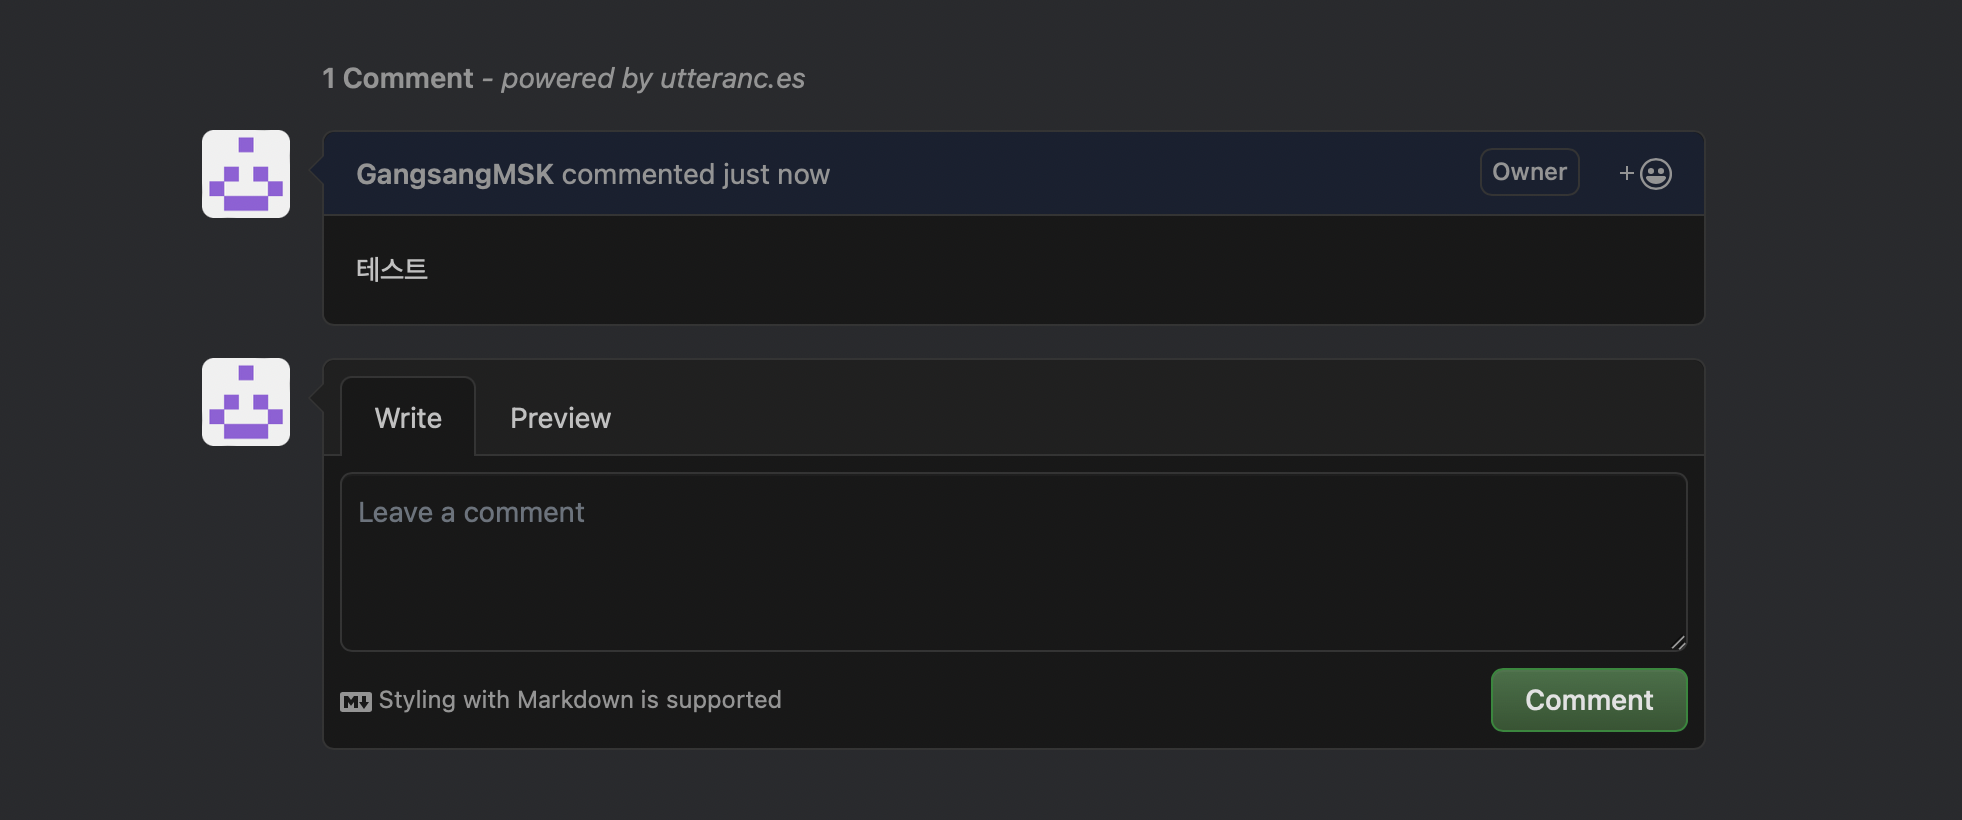 1 Comment - powered by utteranc.es
GangsangMSK commented just now
Owner
테스트
Write
Preview
Leave a comment
M↓ Styling with Markdown is supported
Comment